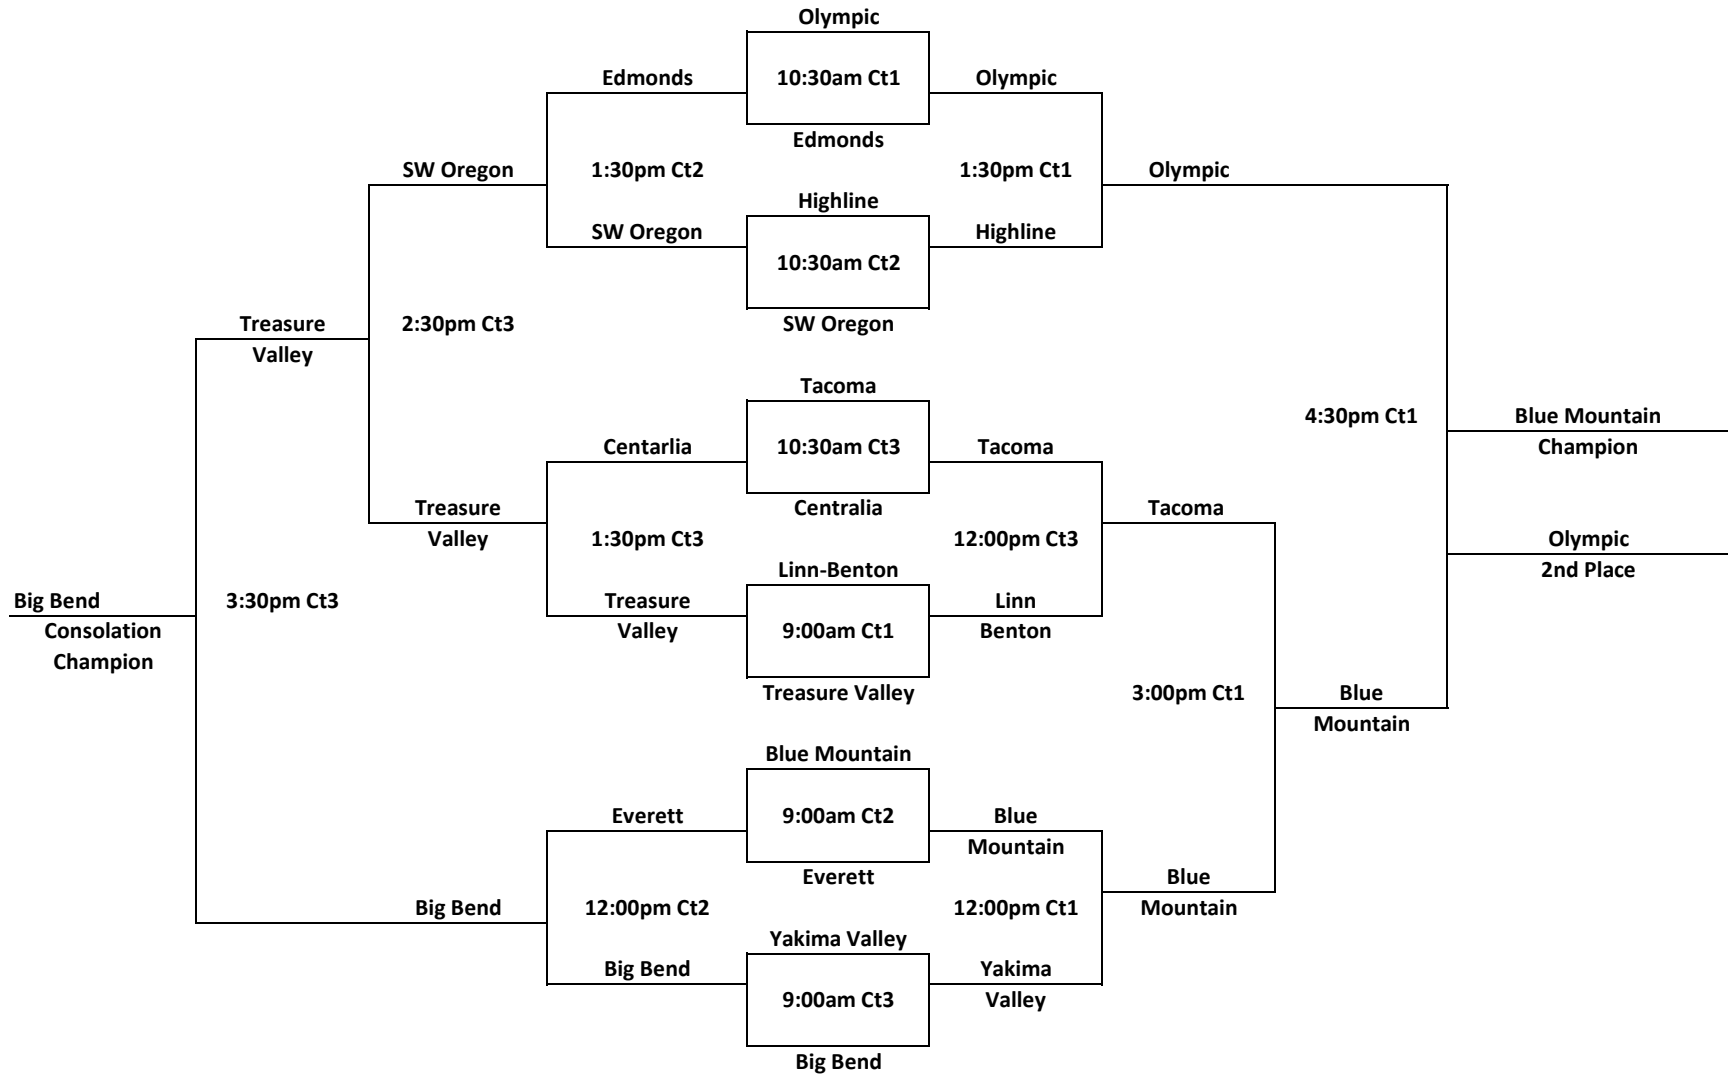 Olympic
Edmonds 10:30am Ct1 Olympic
Edmonds
SW Oregon 1:30pm Ct2 1:30pm Ct1 Olympic
Highline
SW Oregon Highline
10:30am Ct2
Treasure 2:30pm Ct3 SW Oregon
Valley
Tacoma
4:30pm Ct1 Blue Mountain
Centarlia 10:30am Ct3 Tacoma Champion
Treasure Centralia Tacoma
Valley 1:30pm Ct3 12:00pm Ct3 Olympic
Linn-Benton 2nd Place
Big Bend 3:30pm Ct3 Treasure Linn
Consolation Valley 9:00am Ct1 Benton
Champion
Treasure Valley 3:00pm Ct1 Blue
Mountain
Blue Mountain
Everett 9:00am Ct2 Blue
Mountain
Everett Blue
Big Bend 12:00pm Ct2 12:00pm Ct1 Mountain
Yakima Valley
Big Bend Yakima
9:00am Ct3 Valley
Big Bend